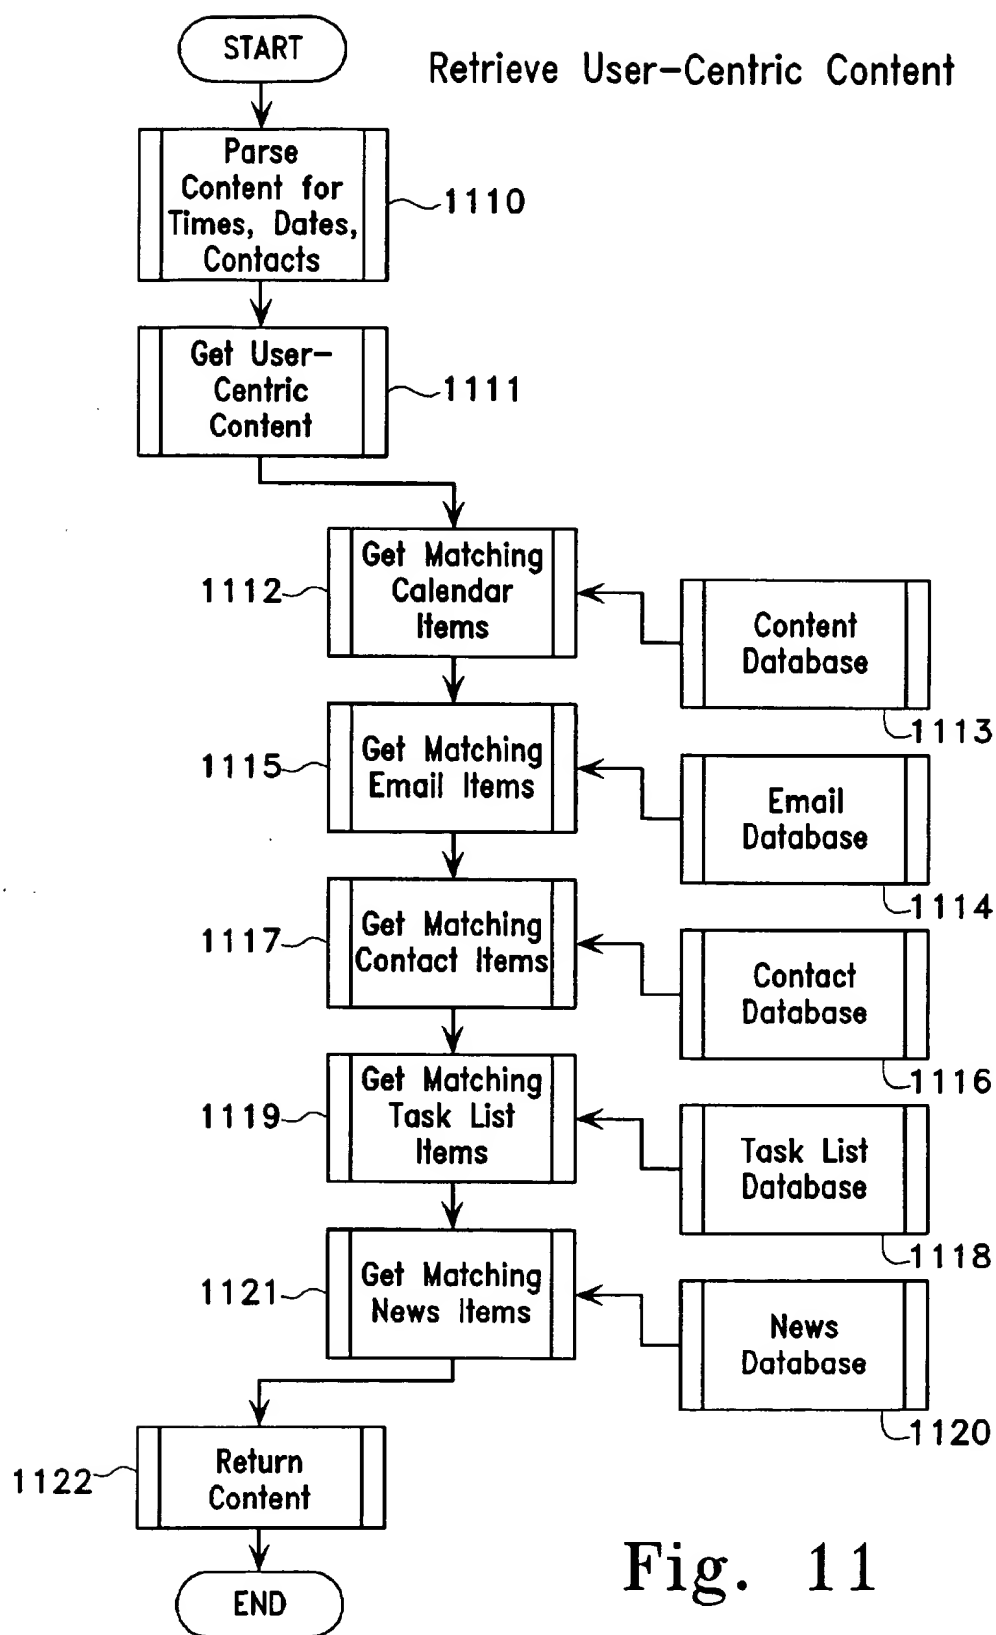 START
Retrieve User-Centric Content
Parse
Content for
Times, Dates,
Contacts
1110
Get User-
Centric
Content
1111
Get Matching
Calendar
Items
1112
Content
Database
1113
Get Matching
Email Items
1115
Email
Database
1114
Get Matching
Contact Items
1117
Contact
Database
1116
Get Matching
Task List
Items
1119
Task List
Database
1118
Get Matching
News Items
1121
News
Database
1120
Return
Content
1122
END
Fig. 11